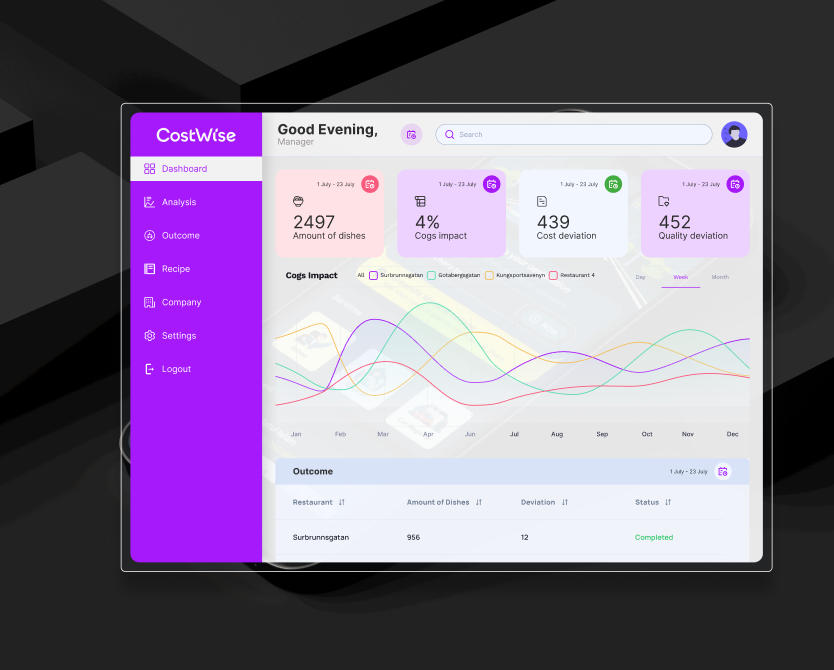 CostWise
Dashboard
Analysis
Outcome
Recipe
Company
Settings
Logout
Good Evening,
Manager
Search
1 July - 23 July
2497
Amount of dishes
1 July - 23 July
4%
Cogs impact
1 July - 23 July
439
Cost deviation
1 July - 23 July
452
Quality deviation
Cogs Impact
All Surbrunnsgatan Gotabergsgatan Kungsportsavenyn Restaurant 4
Day Week Month
Jan Feb Mar Apr Jun Jul Aug Sep Oct Nov Dec
Outcome
1 July - 23 July
Restaurant Amount of Dishes Deviation Status
Surbrunnsgatan 956 12 Completed